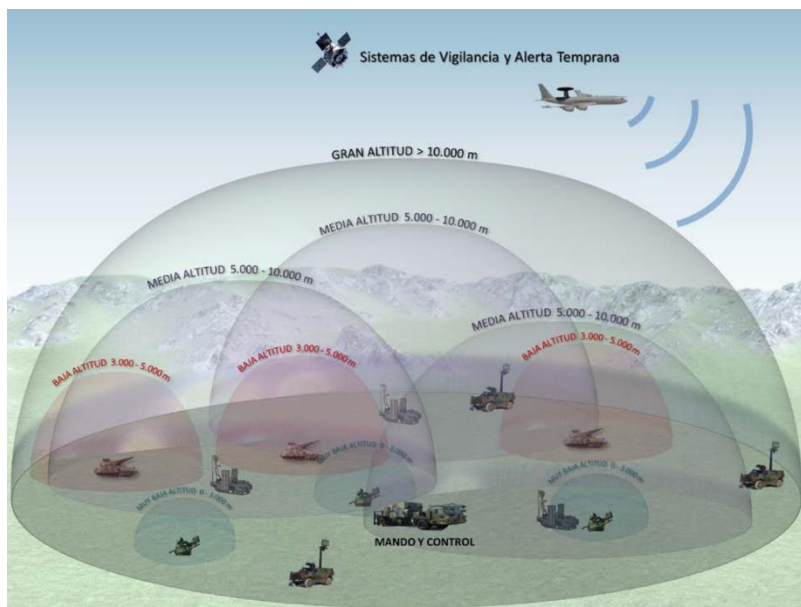 Sistemas de Vigilancia y Alerta Temprana
GRAN ALTITUD > 10.000 m
MEDIA ALTITUD 5.000 - 10.000 m
MEDIA ALTITUD 5.000 - 10.000 m
MEDIA ALTITUD 5.000 - 10.000 m
BAJA ALTITUD 3.000 - 5.000 m
BAJA ALTITUD 3.000 - 5.000 m
BAJA ALTITUD 3.000 - 5.000 m
MUY BAJA ALTITUD 0 - 3.000 m
MUY BAJA ALTITUD 0 - 3.000 m
MUY BAJA ALTITUD 0 - 3.000 m
MANDO Y CONTROL